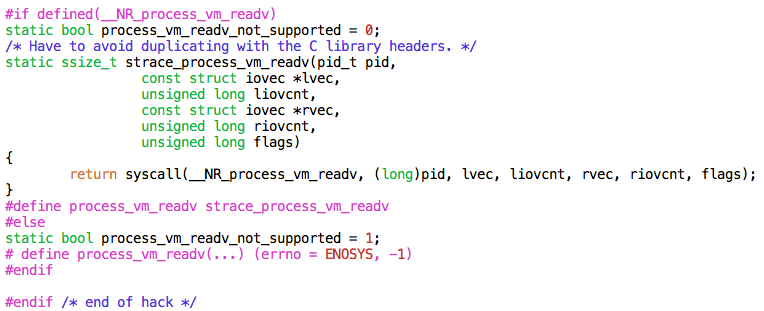 #if defined(__NR_process_vm_readv)
static bool process_vm_readv_not_supported = 0;
/* Have to avoid duplicating with the C library headers. */
static ssize_t strace_process_vm_readv(pid_t pid,
                 const struct iovec *lvec,
                 unsigned long liovcnt,
                 const struct iovec *rvec,
                 unsigned long riovcnt,
                 unsigned long flags)
{
        return syscall(__NR_process_vm_readv, (long)pid, lvec, liovcnt, rvec, riovcnt, flags);
}
#define process_vm_readv strace_process_vm_readv
#else
static bool process_vm_readv_not_supported = 1;
# define process_vm_readv(...) (errno = ENOSYS, -1)
#endif

#endif /* end of hack */